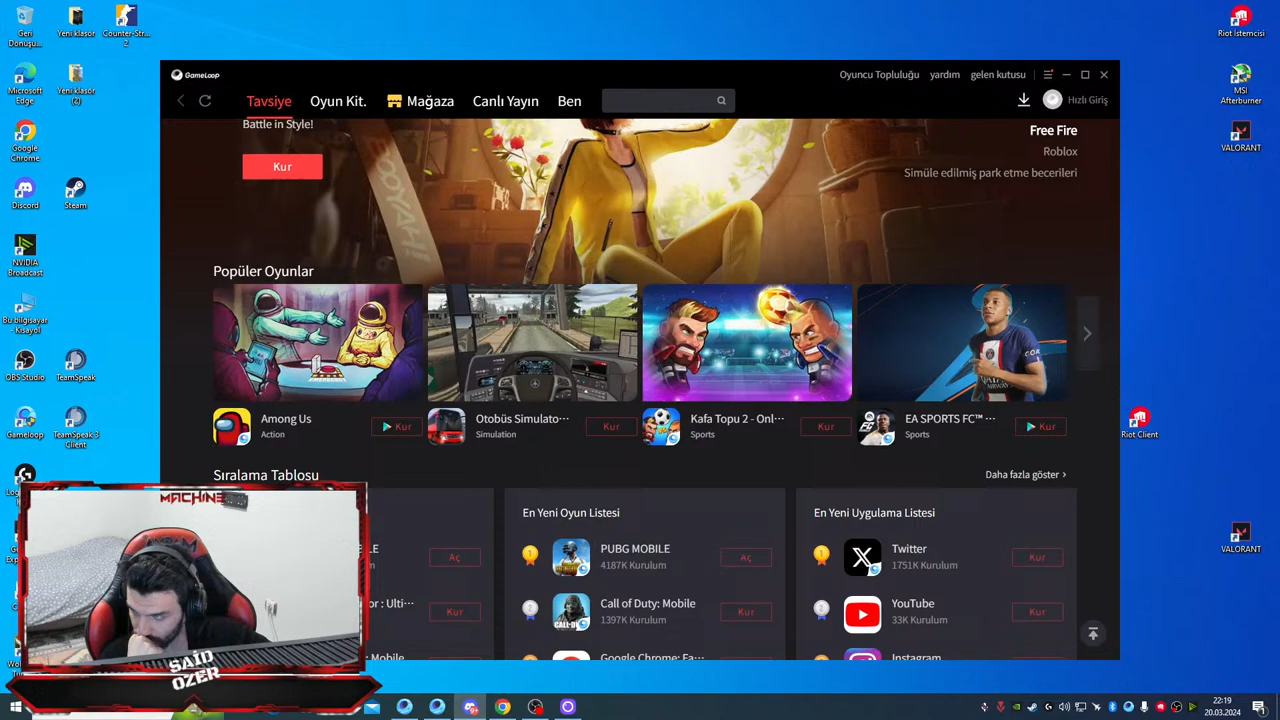 Geri
Dönüşü...
Yeni klasör
Counter-Str...
2
Riot İstemcisi
Microsoft
Edge
Yeni klasör
(2)
MSI
Afterburner
Google
Chrome
VALORANT
Discord
Steam
NVIDIA
Broadcast
Bu bilgisayar
- Kısayol
OBS Studio
TeamSpeak
Gameloop
TeamSpeak 3
Client
Riot Client
VALORANT
GameLoop
Oyuncu Topluluğu
yardım
gelen kutusu
Tavsiye
Oyun Kit.
Mağaza
Canlı Yayın
Ben
Hızlı Giriş
Battle in Style!
Kur
Free Fire
Roblox
Simüle edilmiş park etme becerileri
Popüler Oyunlar
Among Us
Action
Kur
Otobüs Simulato···
Simulation
Kur
Kafa Topu 2 - Onl···
Sports
Kur
EA SPORTS FC™ ···
Sports
Kur
Sıralama Tablosu
Daha fazla göster >
Aç
Kur
En Yeni Oyun Listesi
PUBG MOBILE
4187K Kurulum
Aç
Call of Duty: Mobile
1397K Kurulum
Kur
Google Chrome: Fa···
En Yeni Uygulama Listesi
Twitter
1751K Kurulum
Kur
YouTube
33K Kurulum
Kur
Instagram
MACHINE
SAİD
OZER
22:19
20.03.2024